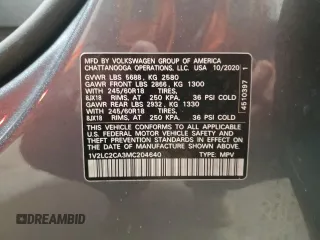 MFD BY VOLKSWAGEN GROUP OF AMERICA
CHATTANOOGA OPERATIONS, LLC. USA 10/2020
GVWR LBS 5688, KG 2580
GAWR FRONT LBS 2866, KG 1300
WITH 245/60R18 TIRES,
8JX18 RIMS, AT 250 KPA, 36 PSI COLD
GAWR REAR LBS 2932, KG 1330
WITH 245/60R18 TIRES,
8JX18 RIMS, AT 250 KPA, 36 PSI COLD
THIS VEHICLE CONFORMS TO ALL APPLICABLE
FEDERAL MOTOR VEHICLE SAFETY, BUMPER, AND
THEFT PREVENTION STANDARDS IN EFFECT ON
THE DATE OF MANUFACTURE SHOWN ABOVE.
1V2LC2CA3MC204640 TYPE: MPV
4510397 1
DREAMBID
DREAMBID